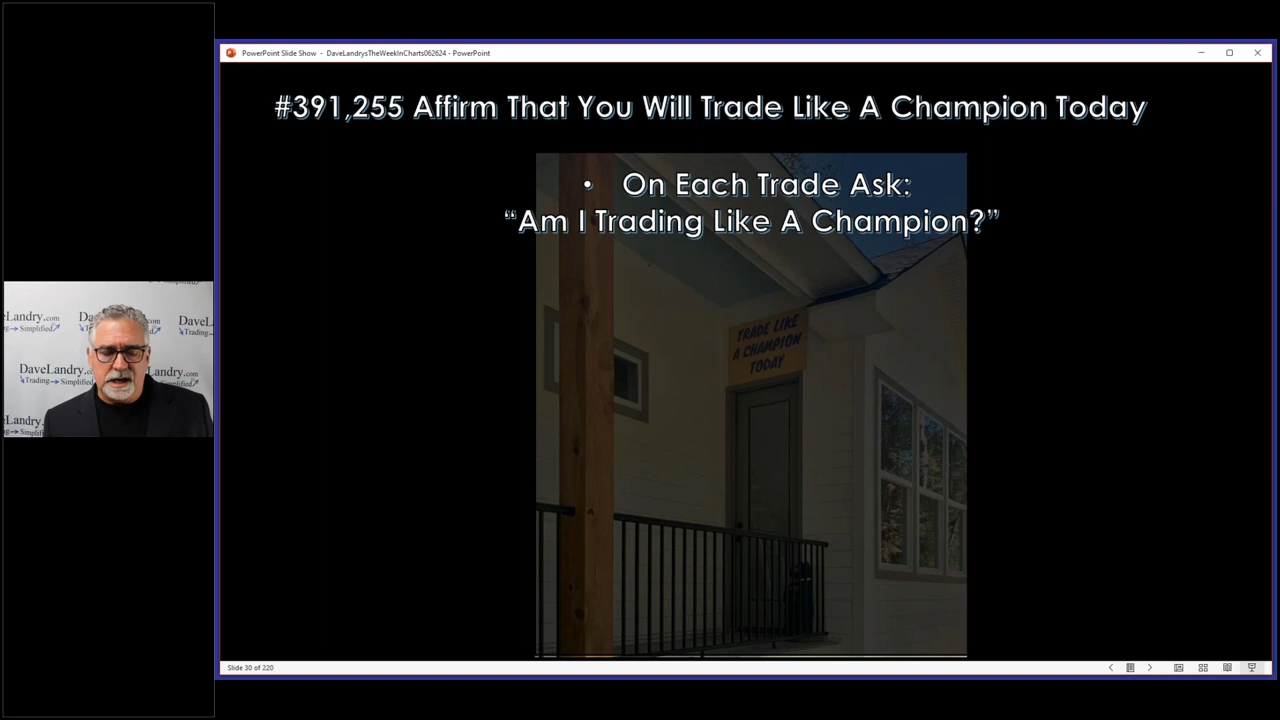 PowerPoint Slide Show - DaveLandrysTheWeekInCharts062624 - PowerPoint
#391,255 Affirm That You Will Trade Like A Champion Today
• On Each Trade Ask:
“Am I Trading Like A Champion?”
TRADE LIKE
A CHAMPION
TODAY
DaveLandry.com
Trading Simplified
Slide 30 of 220